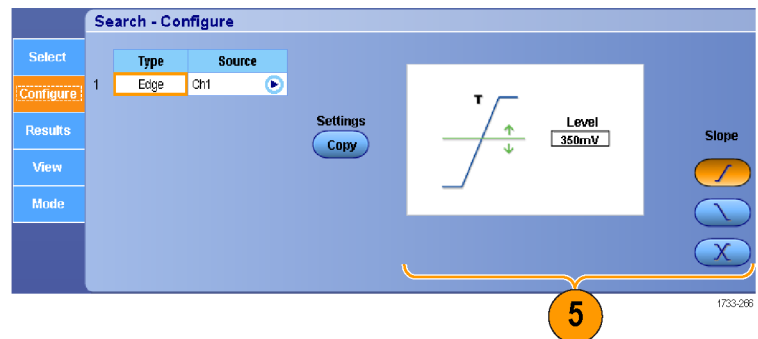 Search - Configure
Select
Configure
Results
View
Mode
Type Source
1 Edge Ch1
Settings
Copy
T
Level
350mV
Slope
5
1733-266